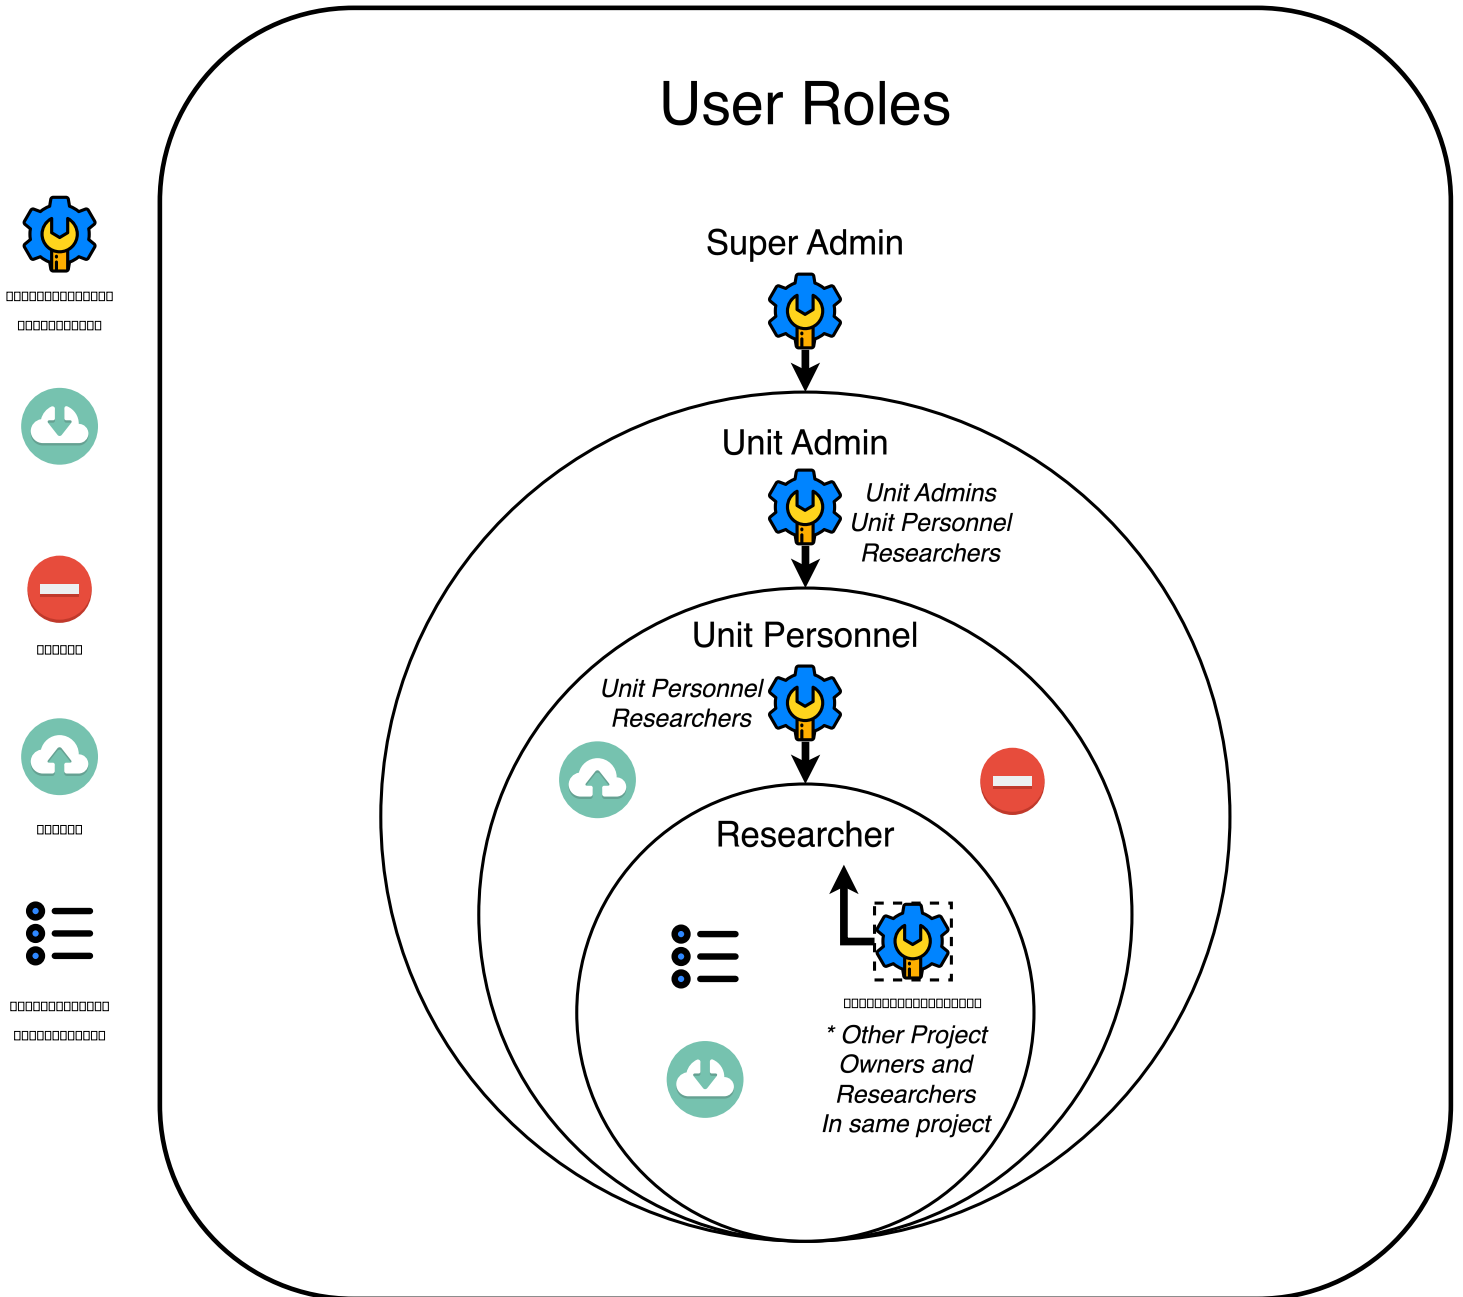 User Roles
Super Admin
Unit Admin
Unit Admins
Unit Personnel
Researchers
Unit Personnel
Unit Personnel
Researchers
Researcher
* Other Project
Owners and
Researchers
In same project